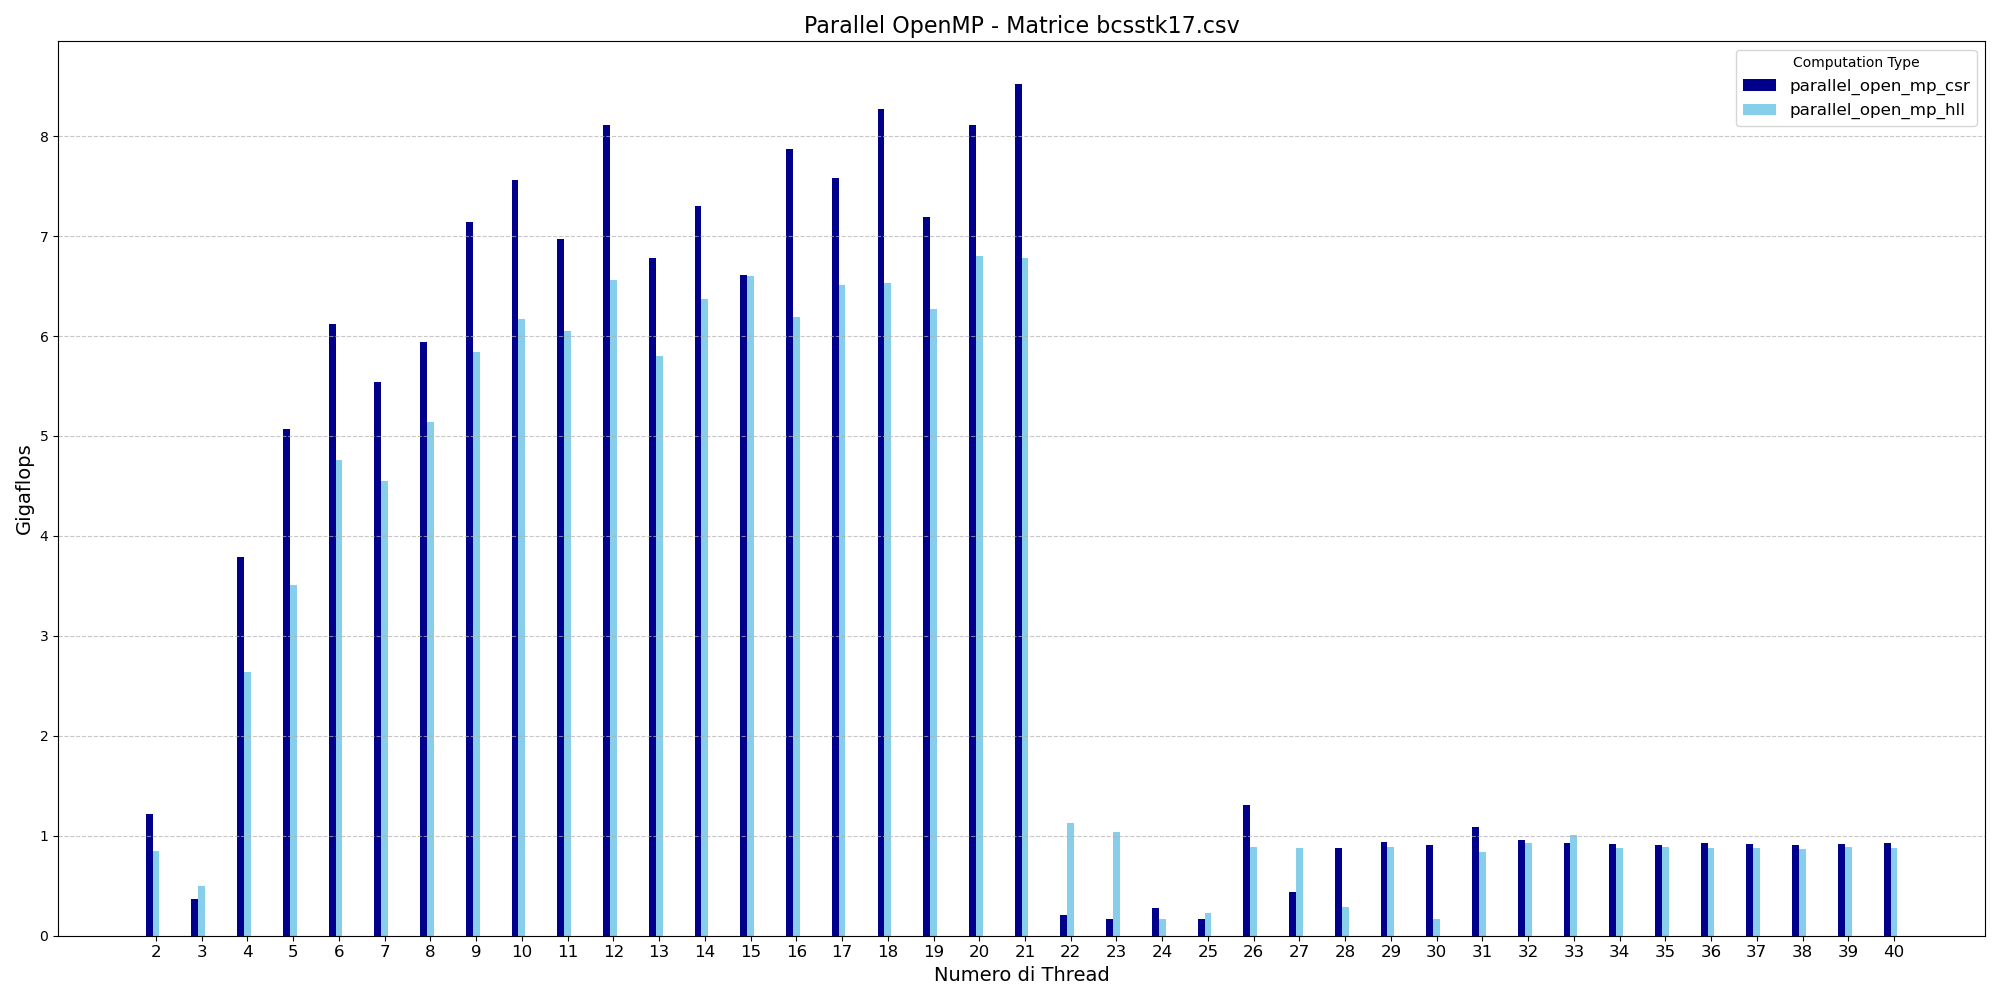 Parallel OpenMP - Matrice bcsstk17.csv
Computation Type
parallel_open_mp_csr
parallel_open_mp_hll
Gigaflops
8
7
6
5
4
3
2
1
0
2 3 4 5 6 7 8 9 10 11 12 13 14 15 16 17 18 19 20 21 22 23 24 25 26 27 28 29 30 31 32 33 34 35 36 37 38 39 40
Numero di Thread